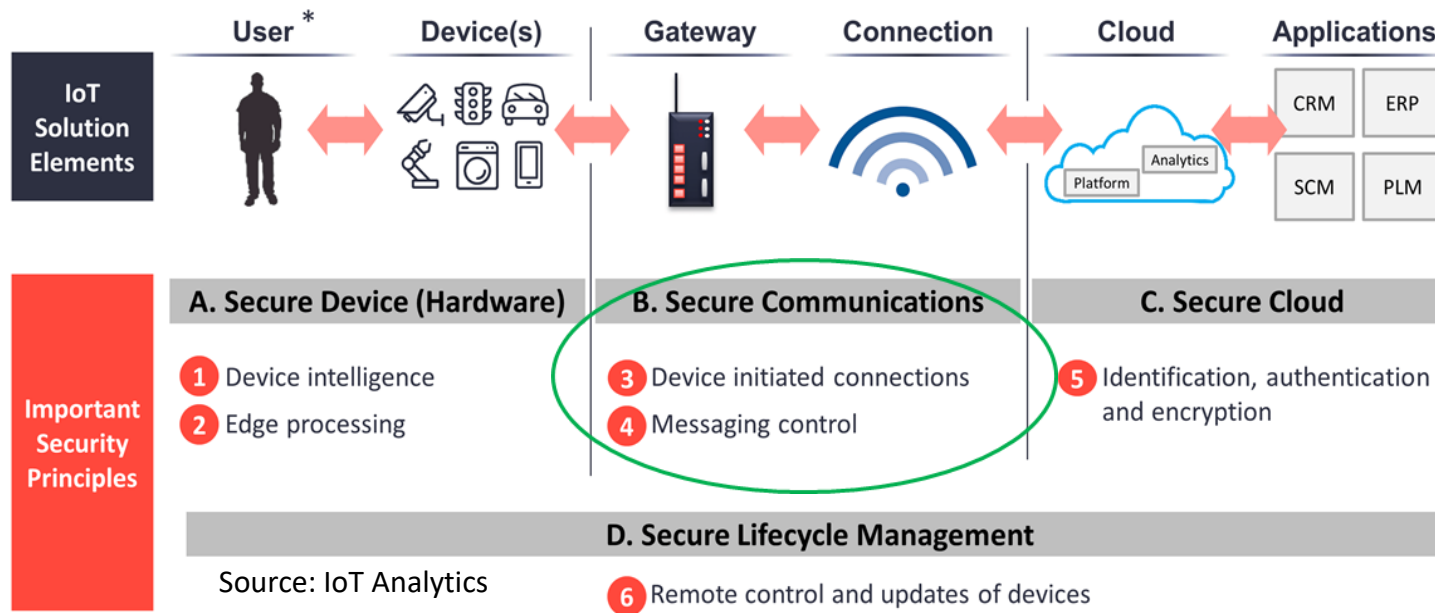 User * Device(s) Gateway Connection Cloud Applications
IoT
Solution
Elements
CRM ERP
Analytics
Platform
SCM PLM
A. Secure Device (Hardware) B. Secure Communications C. Secure Cloud
Important
Security
Principles
1 Device intelligence
2 Edge processing
3 Device initiated connections
4 Messaging control
5 Identification, authentication
and encryption
D. Secure Lifecycle Management
Source: IoT Analytics
6 Remote control and updates of devices